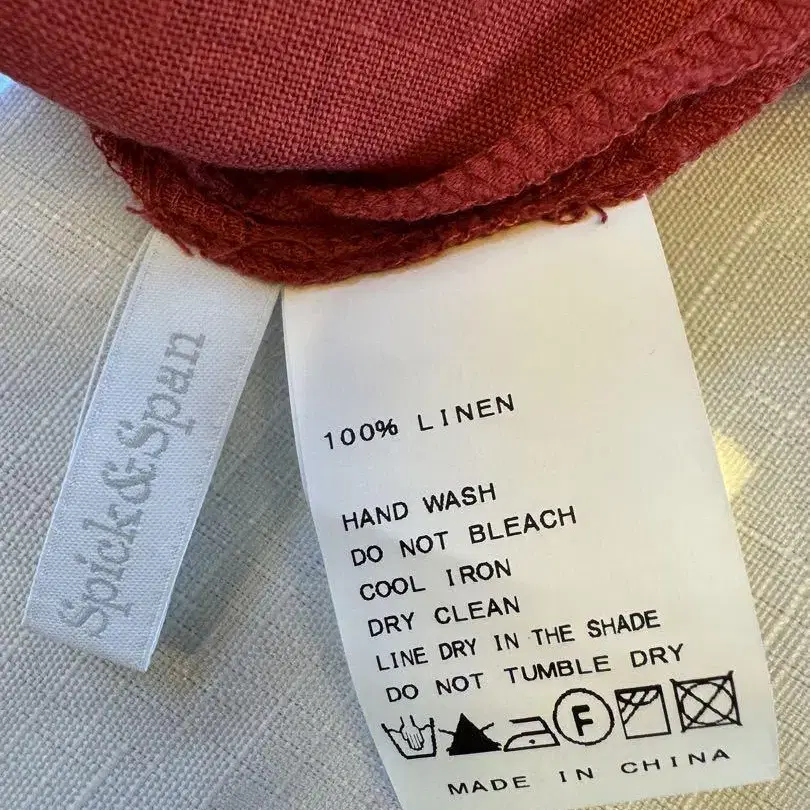 Spick&Span
100% LINEN
HAND WASH
DO NOT BLEACH
COOL IRON
DRY CLEAN
LINE DRY IN THE SHADE
DO NOT TUMBLE DRY
F
MADE IN CHINA